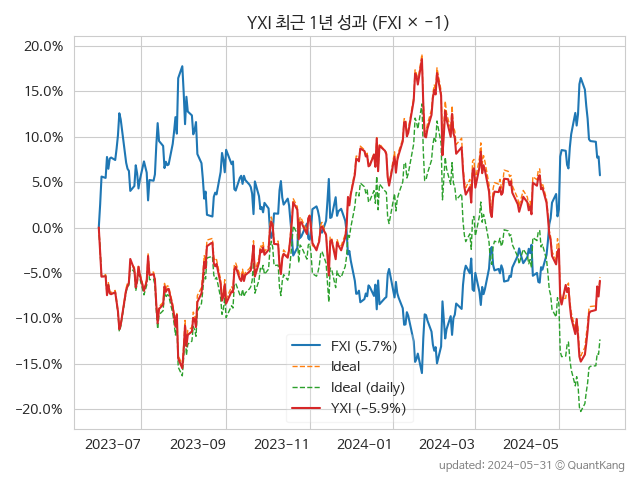 YXI 최근 1년 성과 (FXI × −1)
20.0%
15.0%
10.0%
5.0%
0.0%
−5.0%
−10.0%
−15.0%
−20.0%
FXI (5.7%)
Ideal
Ideal (daily)
YXI (−5.9%)
2023-07
2023-09
2023-11
2024-01
2024-03
2024-05
updated: 2024-05-31 © QuantKang